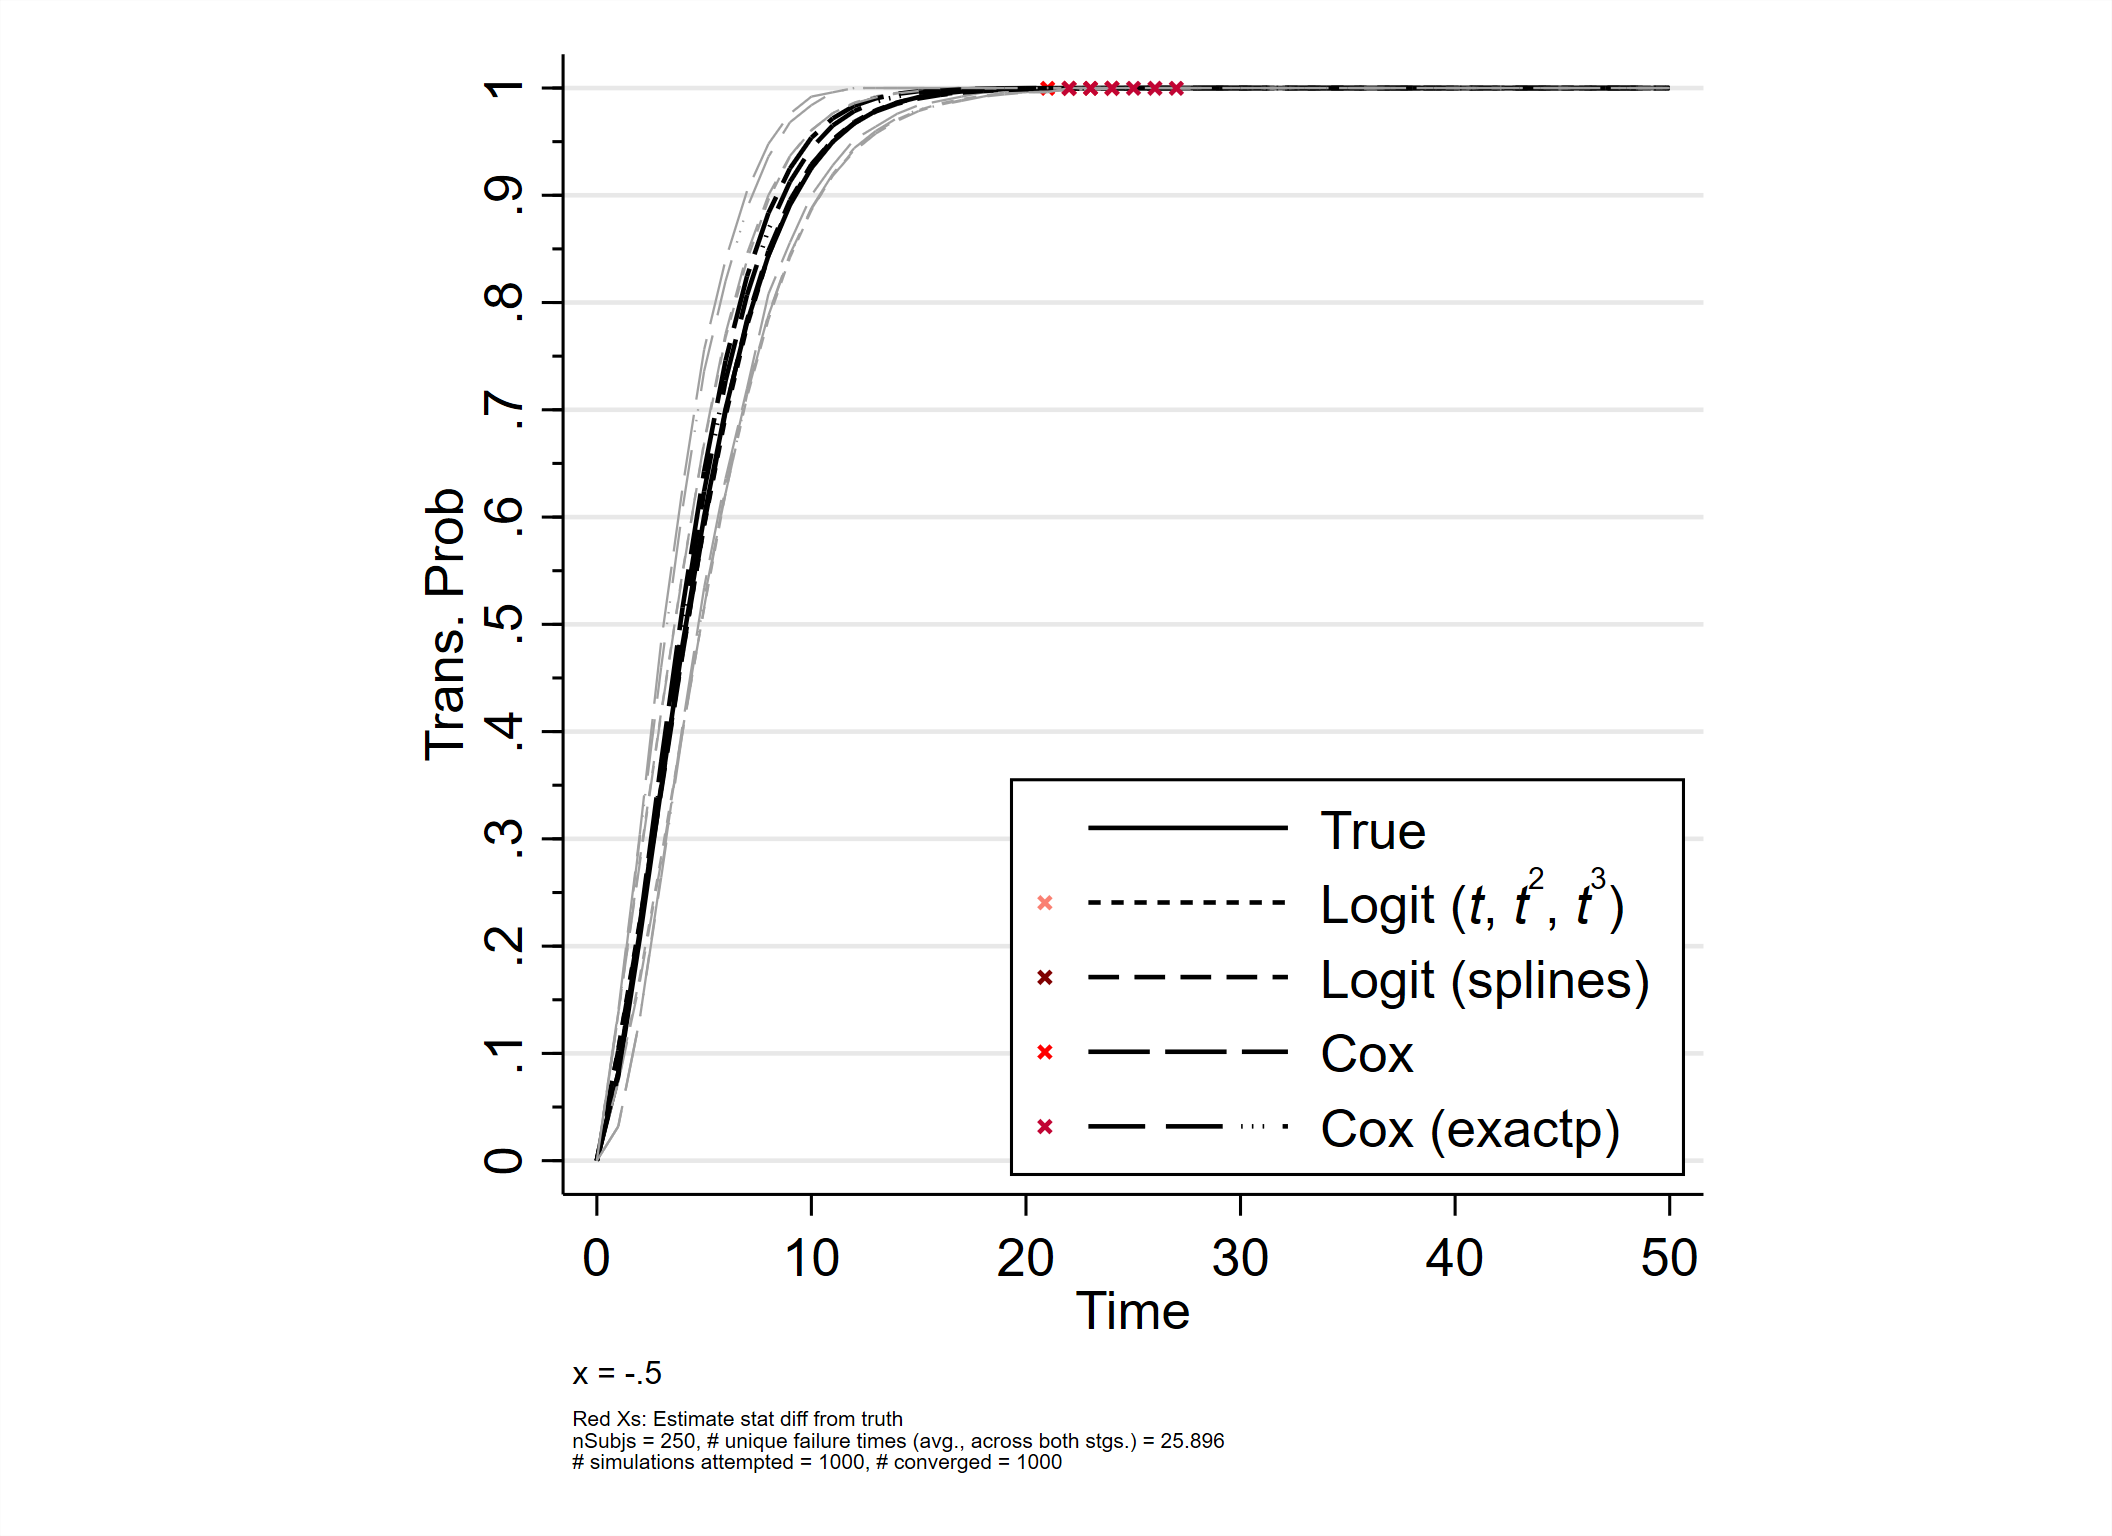 1
.9
.8
.7
.6
.5
.4
.3
.2
.1
0
Trans. Prob
True
Logit (t, t², t³)
Logit (splines)
Cox
Cox (exactp)
0 10 20 30 40 50
Time
x = -.5
Red Xs: Estimate stat diff from truth
nSubjs = 250, # unique failure times (avg., across both stgs.) = 25.896
# simulations attempted = 1000, # converged = 1000